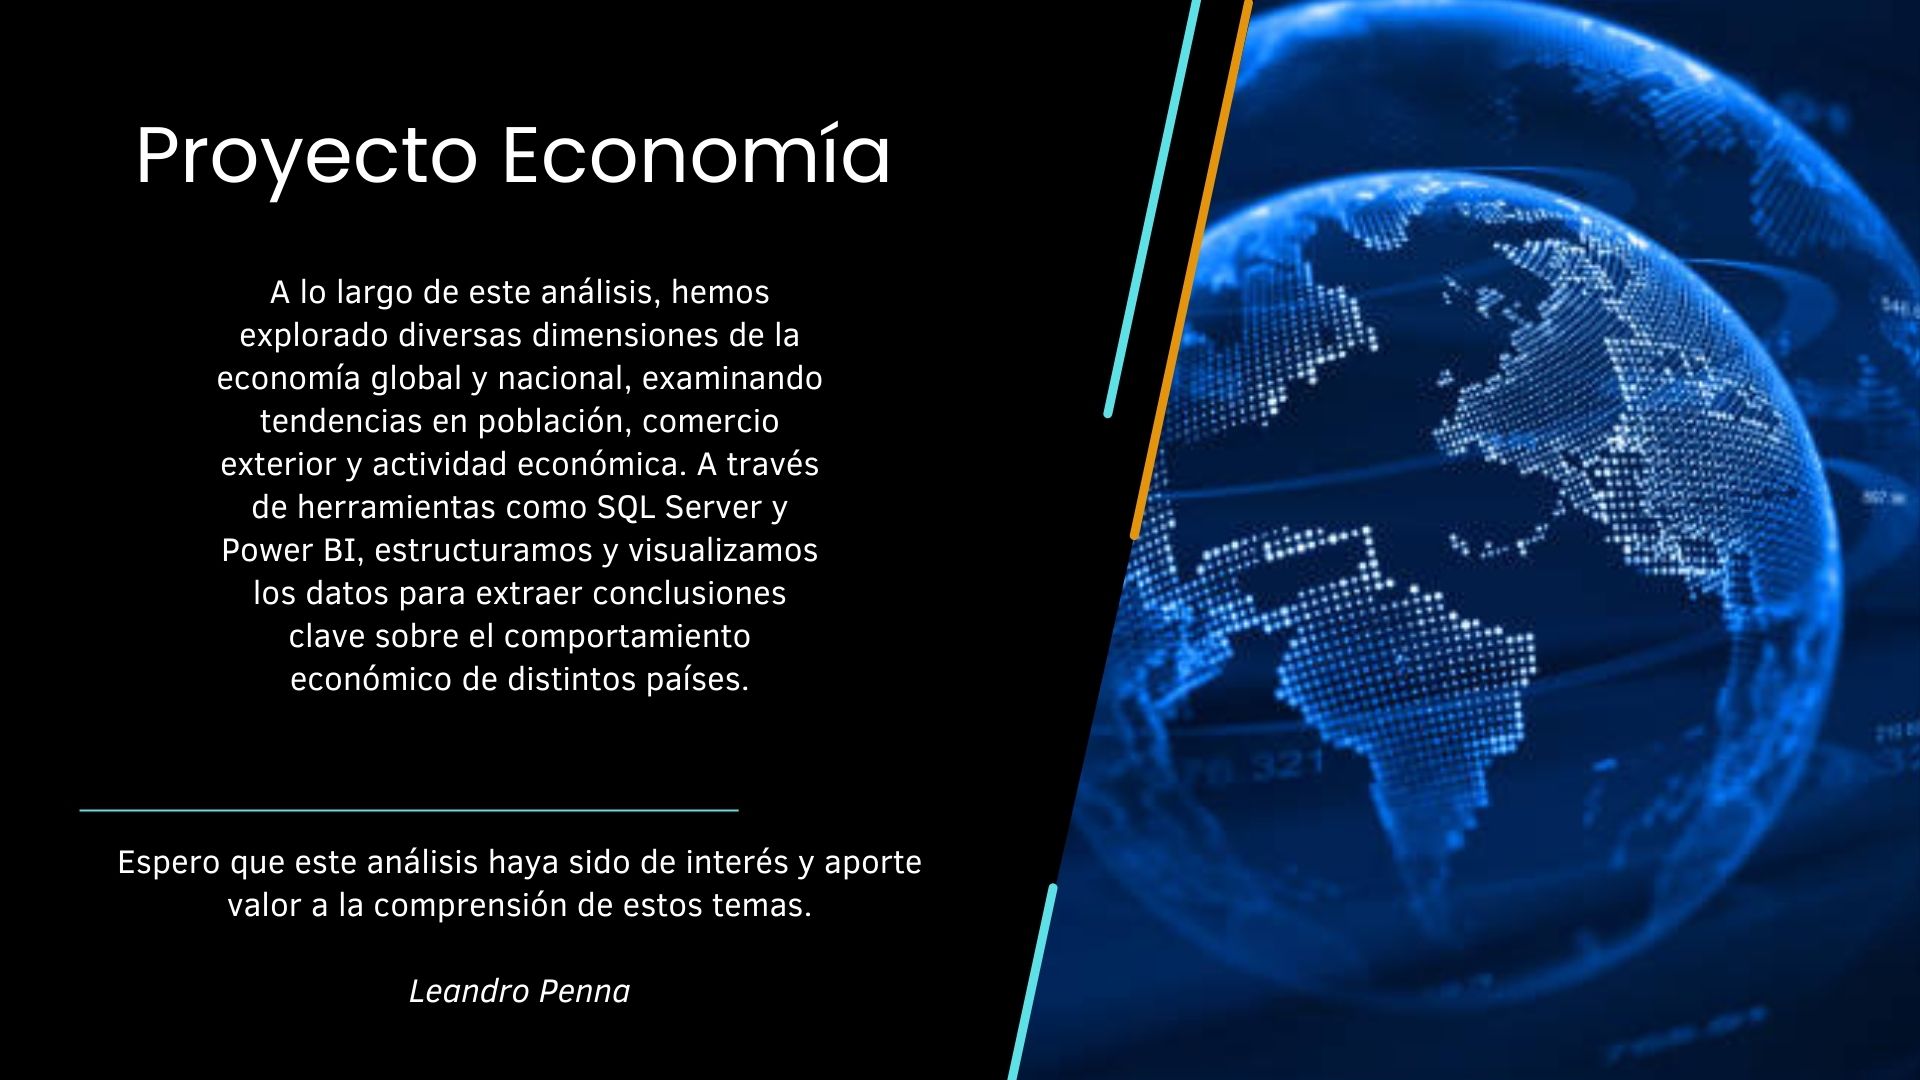 Proyecto Economía
A lo largo de este análisis, hemos
explorado diversas dimensiones de la
economía global y nacional, examinando
tendencias en población, comercio
exterior y actividad económica. A través
de herramientas como SQL Server y
Power BI, estructuramos y visualizamos
los datos para extraer conclusiones
clave sobre el comportamiento
económico de distintos países.
Espero que este análisis haya sido de interés y aporte
valor a la comprensión de estos temas.
Leandro Penna